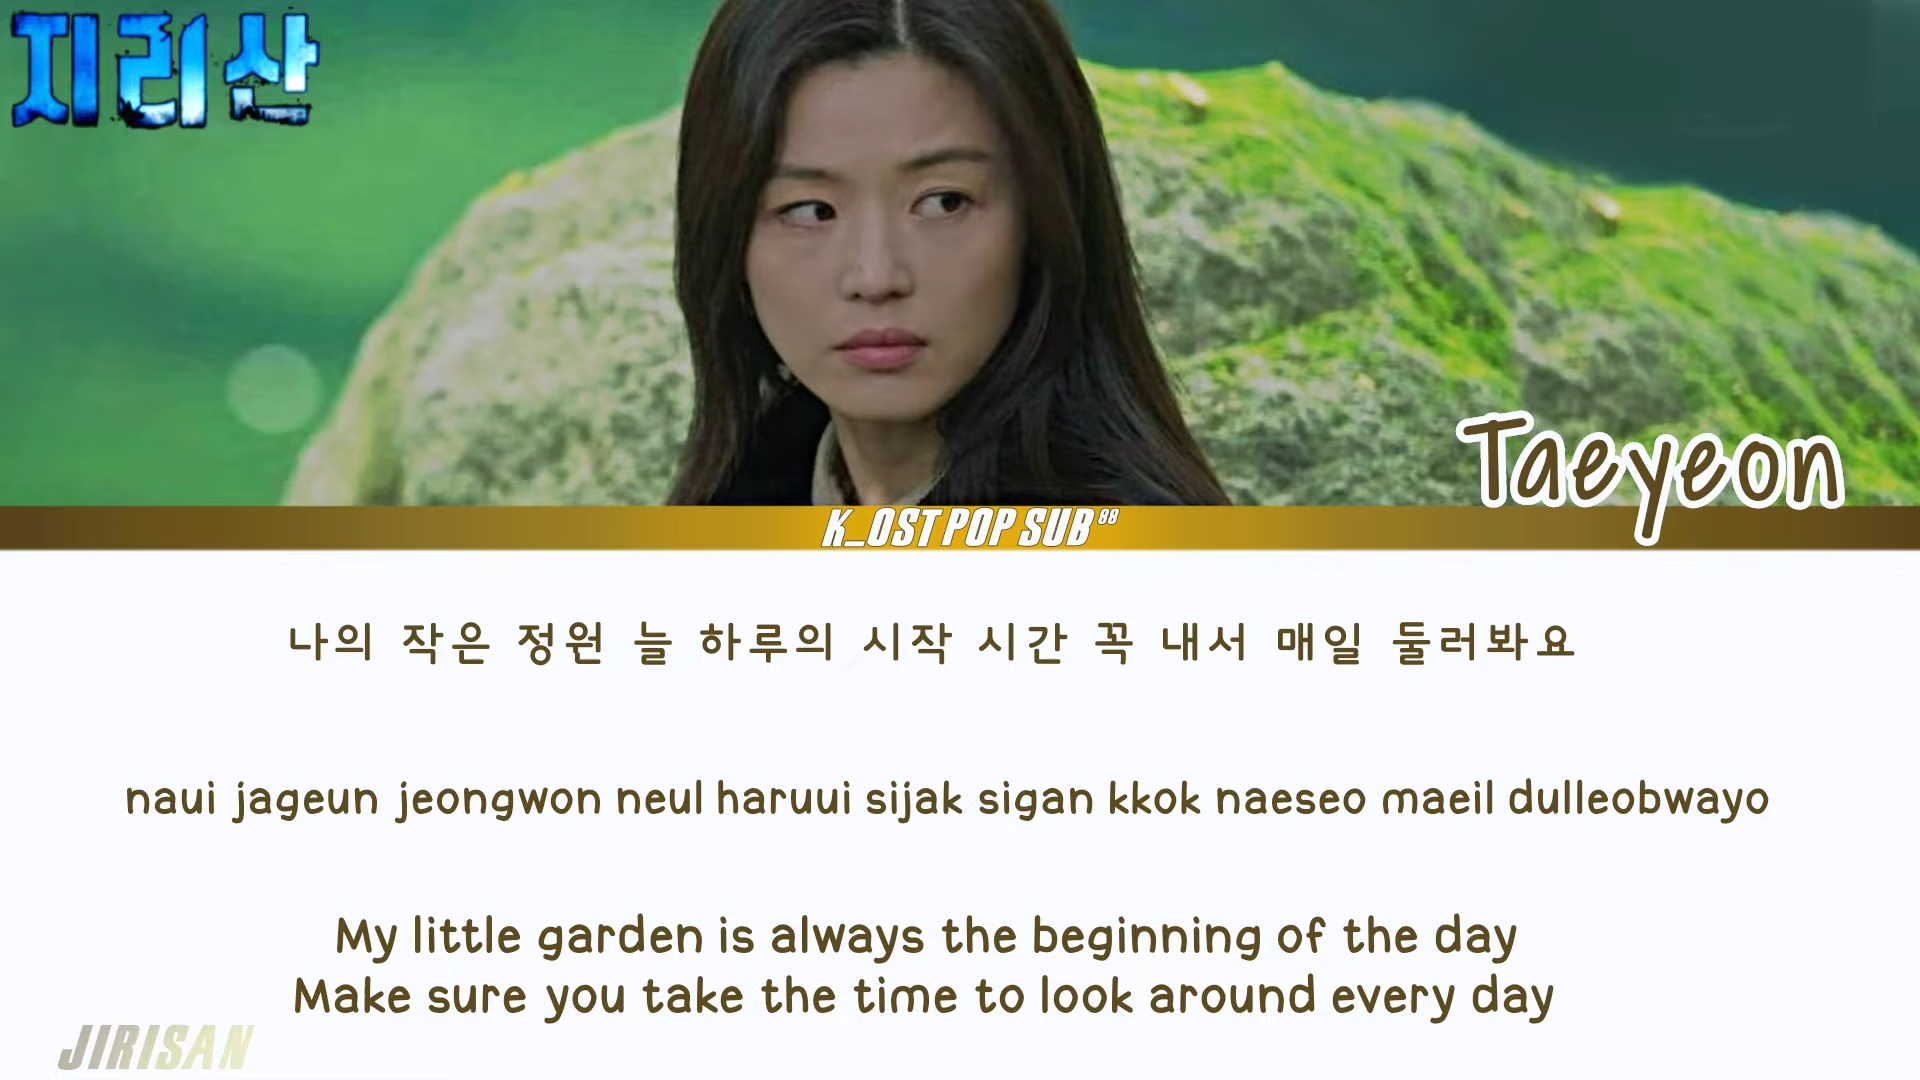 지리산
Taeyeon
K_OST POP SUB 88
나의 작은 정원 늘 하루의 시작 시간 꼭 내서 매일 둘러봐요
naui jageun jeongwon neul haruui sijak sigan kkok naeseo maeil dulleobwayo
My little garden is always the beginning of the day
Make sure you take the time to look around every day
JIRISAN